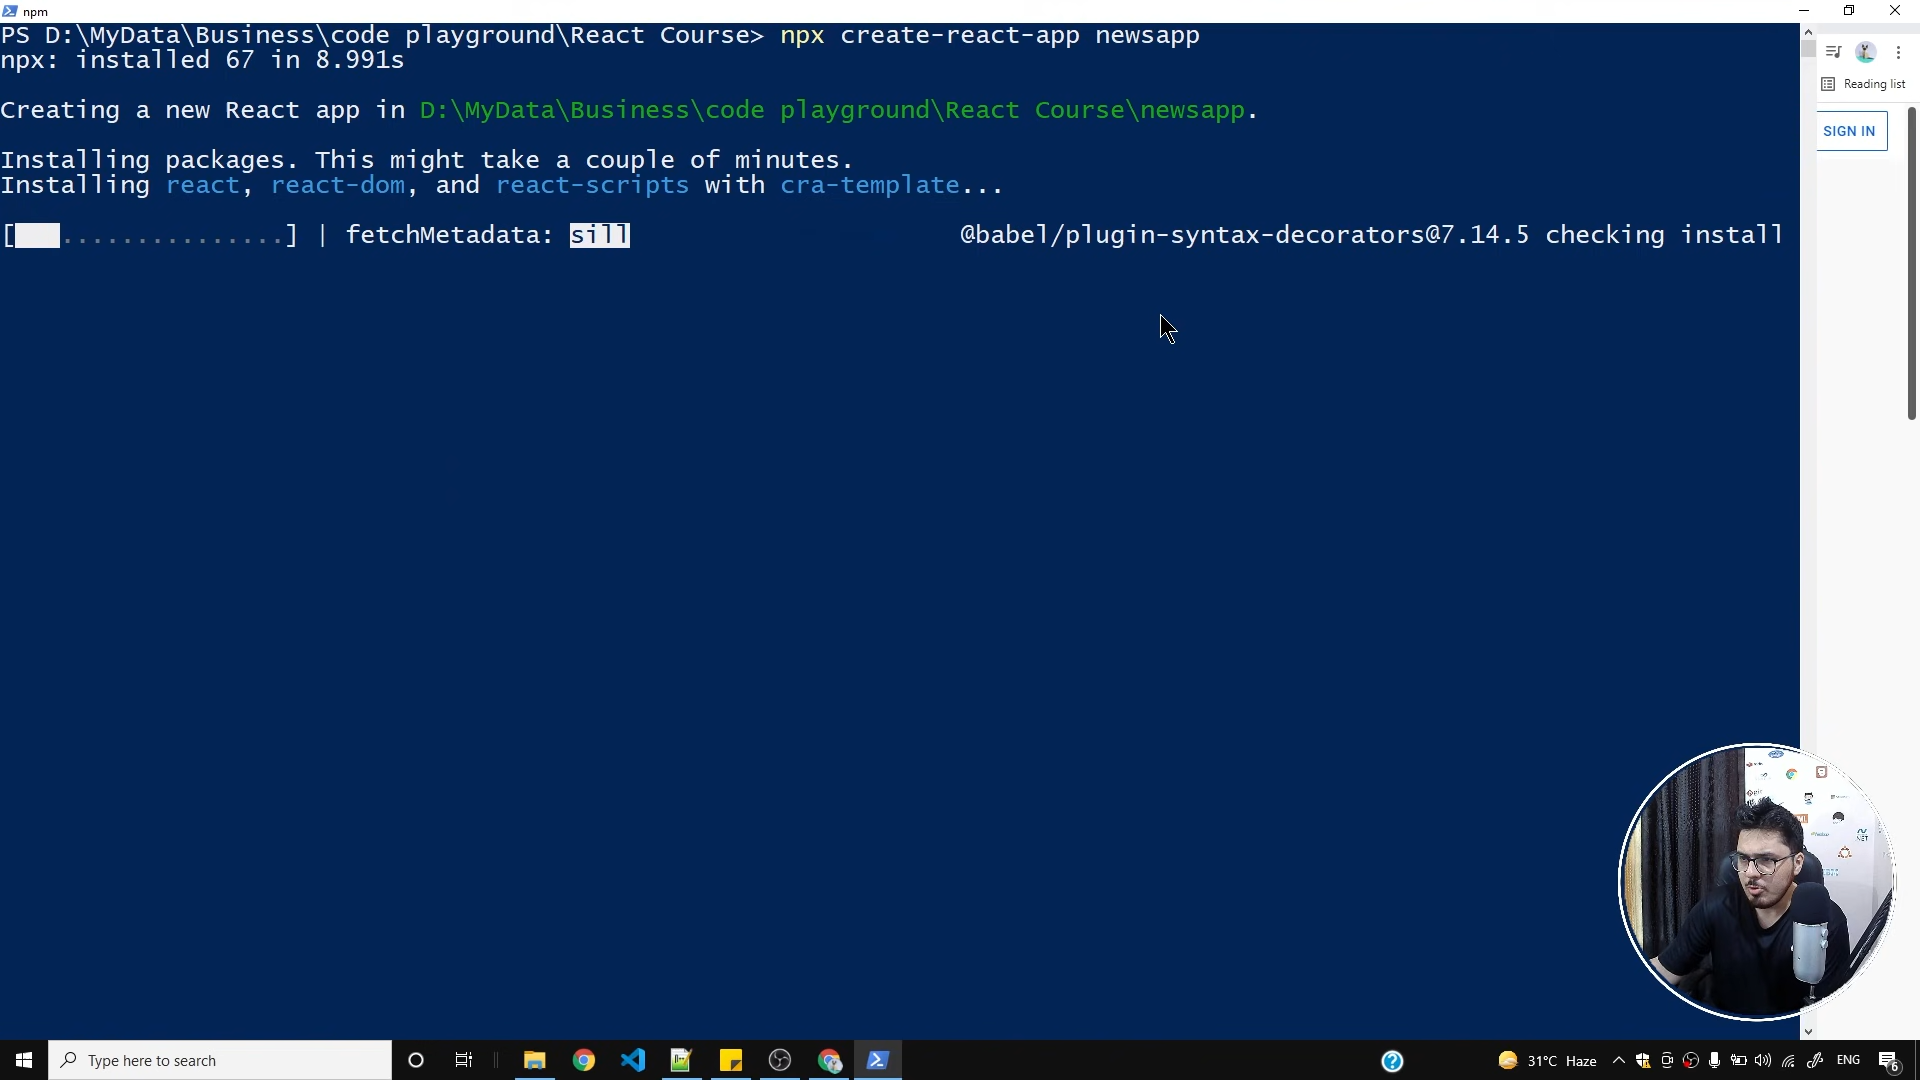 npm
PS D:\MyData\Business\code playground\React Course> npx create-react-app newsapp
npx: installed 67 in 8.991s
Creating a new React app in D:\MyData\Business\code playground\React Course\newsapp.
Installing packages. This might take a couple of minutes.
Installing react, react-dom, and react-scripts with cra-template...
[ ...............] | fetchMetadata: sill @babel/plugin-syntax-decorators@7.14.5 checking install
Reading list
SIGN IN
Type here to search
31°C Haze
ENG
6